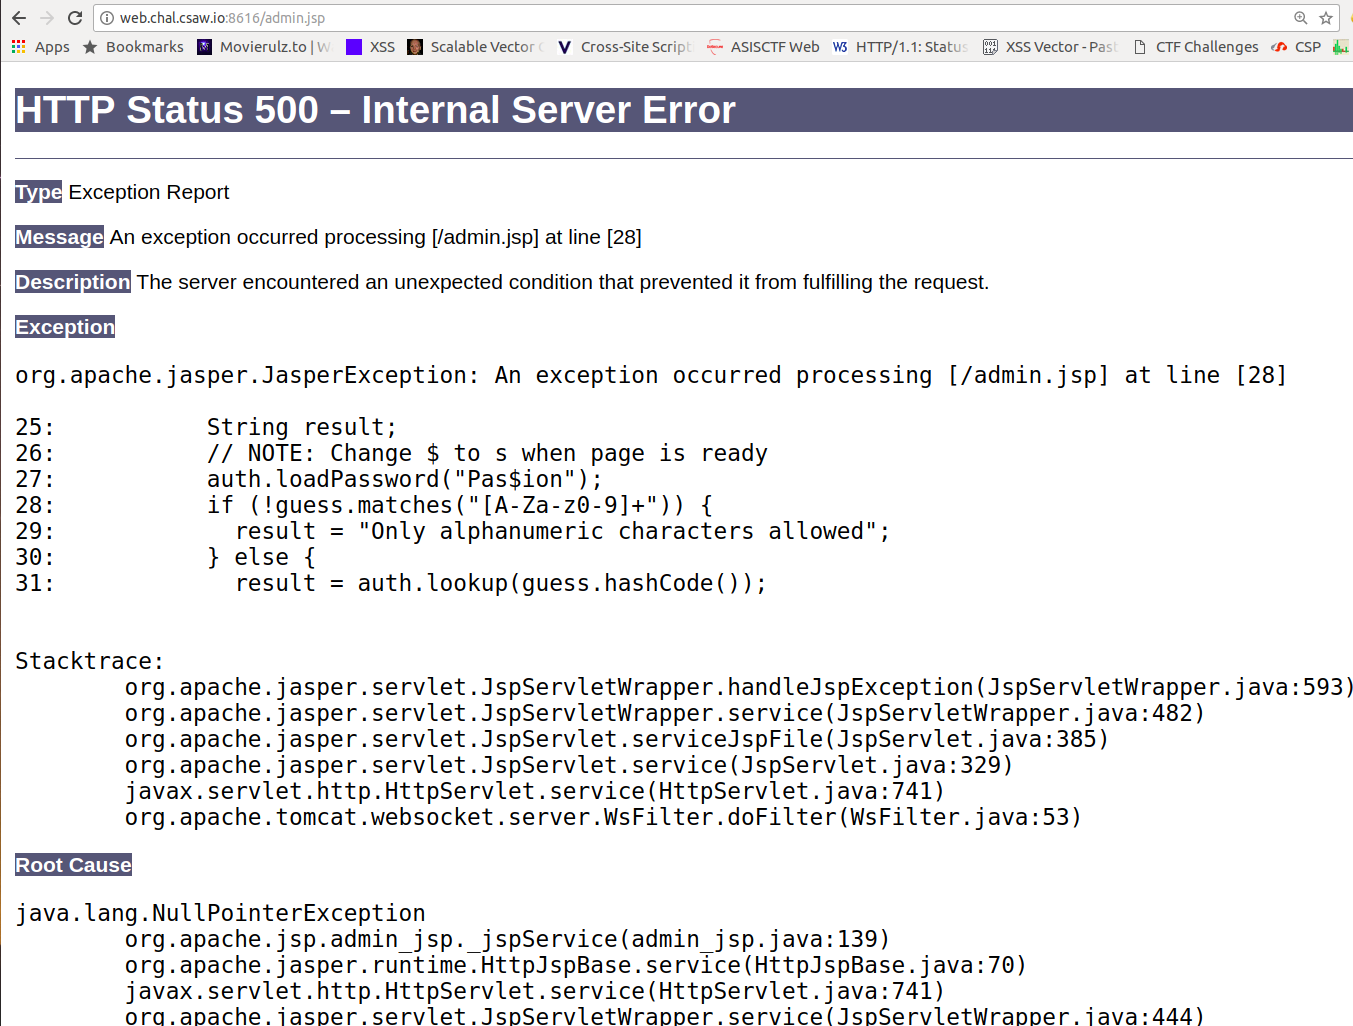 web.chal.csaw.io:8616/admin.jsp
Apps Bookmarks Movierulz.to | W XSS Scalable Vector Cross-Site Script ASISCTF Web HTTP/1.1: Status XSS Vector - Past CTF Challenges CSP
HTTP Status 500 – Internal Server Error
Type Exception Report
Message An exception occurred processing [/admin.jsp] at line [28]
Description The server encountered an unexpected condition that prevented it from fulfilling the request.
Exception
org.apache.jasper.JasperException: An exception occurred processing [/admin.jsp] at line [28]
25: String result;
26: // NOTE: Change $ to s when page is ready
27: auth.loadPassword("Pas$ion");
28: if (!guess.matches("[A-Za-z0-9]+")) {
29: result = "Only alphanumeric characters allowed";
30: } else {
31: result = auth.lookup(guess.hashCode());
Stacktrace:
org.apache.jasper.servlet.JspServletWrapper.handleJspException(JspServletWrapper.java:593)
org.apache.jasper.servlet.JspServletWrapper.service(JspServletWrapper.java:482)
org.apache.jasper.servlet.JspServlet.serviceJspFile(JspServlet.java:385)
org.apache.jasper.servlet.JspServlet.service(JspServlet.java:329)
javax.servlet.http.HttpServlet.service(HttpServlet.java:741)
org.apache.tomcat.websocket.server.WsFilter.doFilter(WsFilter.java:53)
Root Cause
java.lang.NullPointerException
org.apache.jsp.admin_jsp._jspService(admin_jsp.java:139)
org.apache.jasper.runtime.HttpJspBase.service(HttpJspBase.java:70)
javax.servlet.http.HttpServlet.service(HttpServlet.java:741)
org.apache.jasper.servlet.JspServletWrapper.service(JspServletWrapper.java:444)